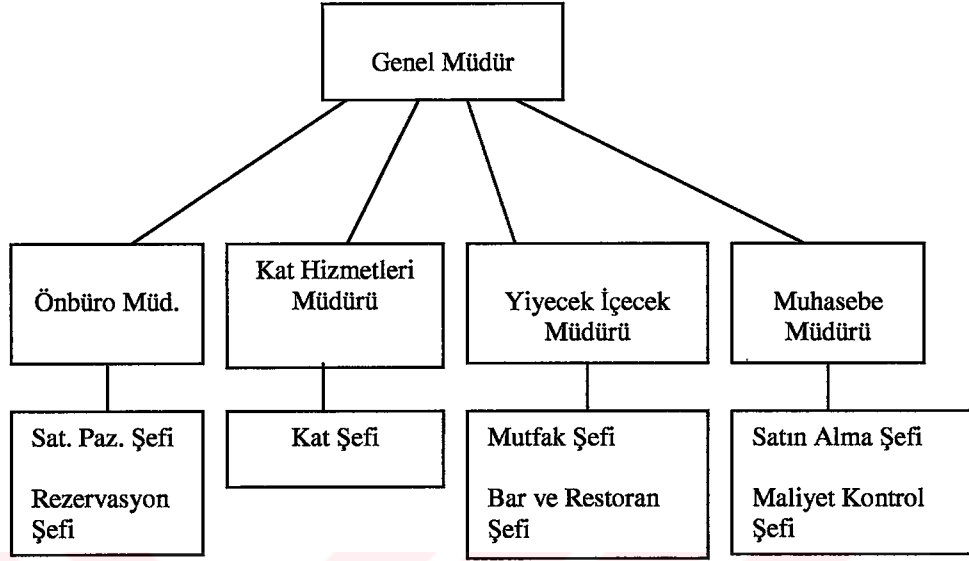 Genel Müdür
Önbüro Müd.
Kat Hizmetleri
Müdürü
Yiyecek İçecek
Müdürü
Muhasebe
Müdürü
Sat. Paz. Şefi
Rezervasyon
Şefi
Kat Şefi
Mutfak Şefi
Bar ve Restoran
Şefi
Satın Alma Şefi
Maliyet Kontrol
Şefi